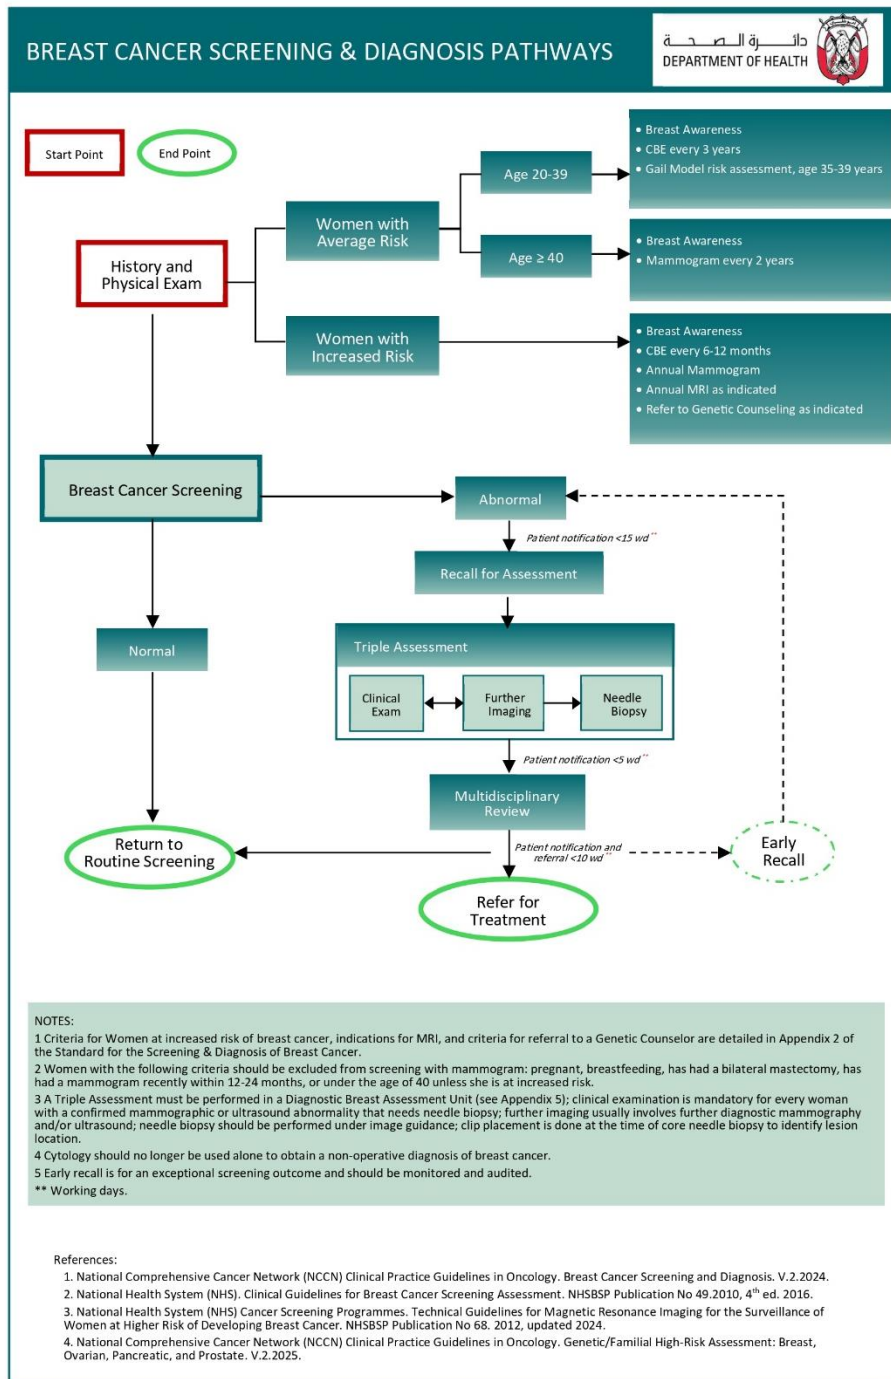 BREAST CANCER SCREENING & DIAGNOSIS PATHWAYS
دائـــرة الـصـحـــة
DEPARTMENT OF HEALTH
Start Point
End Point
History and
Physical Exam
Women with
Average Risk
Age 20-39
• Breast Awareness
• CBE every 3 years
• Gail Model risk assessment, age 35-39 years
Age ≥ 40
• Breast Awareness
• Mammogram every 2 years
Women with
Increased Risk
• Breast Awareness
• CBE every 6-12 months
• Annual Mammogram
• Annual MRI as indicated
• Refer to Genetic Counseling as indicated
Breast Cancer Screening
Abnormal
Patient notification <15 wd **
Recall for Assessment
Normal
Triple Assessment
Clinical
Exam
Further
Imaging
Needle
Biopsy
Patient notification <5 wd **
Multidisciplinary
Review
Return to
Routine Screening
Patient notification and
referral <10 wd **
Early
Recall
Refer for
Treatment
NOTES:
1 Criteria for Women at increased risk of breast cancer, indications for MRI, and criteria for referral to a Genetic Counselor are detailed in Appendix 2 of
the Standard for the Screening & Diagnosis of Breast Cancer.
2 Women with the following criteria should be excluded from screening with mammogram: pregnant, breastfeeding, has had a bilateral mastectomy, has
had a mammogram recently within 12-24 months, or under the age of 40 unless she is at increased risk.
3 A Triple Assessment must be performed in a Diagnostic Breast Assessment Unit (see Appendix 5); clinical examination is mandatory for every woman
with a confirmed mammographic or ultrasound abnormality that needs needle biopsy; further imaging usually involves further diagnostic mammography
and/or ultrasound; needle biopsy should be performed under image guidance; clip placement is done at the time of core needle biopsy to identify lesion
location.
4 Cytology should no longer be used alone to obtain a non-operative diagnosis of breast cancer.
5 Early recall is for an exceptional screening outcome and should be monitored and audited.
** Working days.
References:
1. National Comprehensive Cancer Network (NCCN) Clinical Practice Guidelines in Oncology. Breast Cancer Screening and Diagnosis. V.2.2024.
2. National Health System (NHS). Clinical Guidelines for Breast Cancer Screening Assessment. NHSBSP Publication No 49.2010, 4th ed. 2016.
3. National Health System (NHS) Cancer Screening Programmes. Technical Guidelines for Magnetic Resonance Imaging for the Surveillance of
Women at Higher Risk of Developing Breast Cancer. NHSBSP Publication No 68. 2012, updated 2024.
4. National Comprehensive Cancer Network (NCCN) Clinical Practice Guidelines in Oncology. Genetic/Familial High-Risk Assessment: Breast,
Ovarian, Pancreatic, and Prostate. V.2.2025.